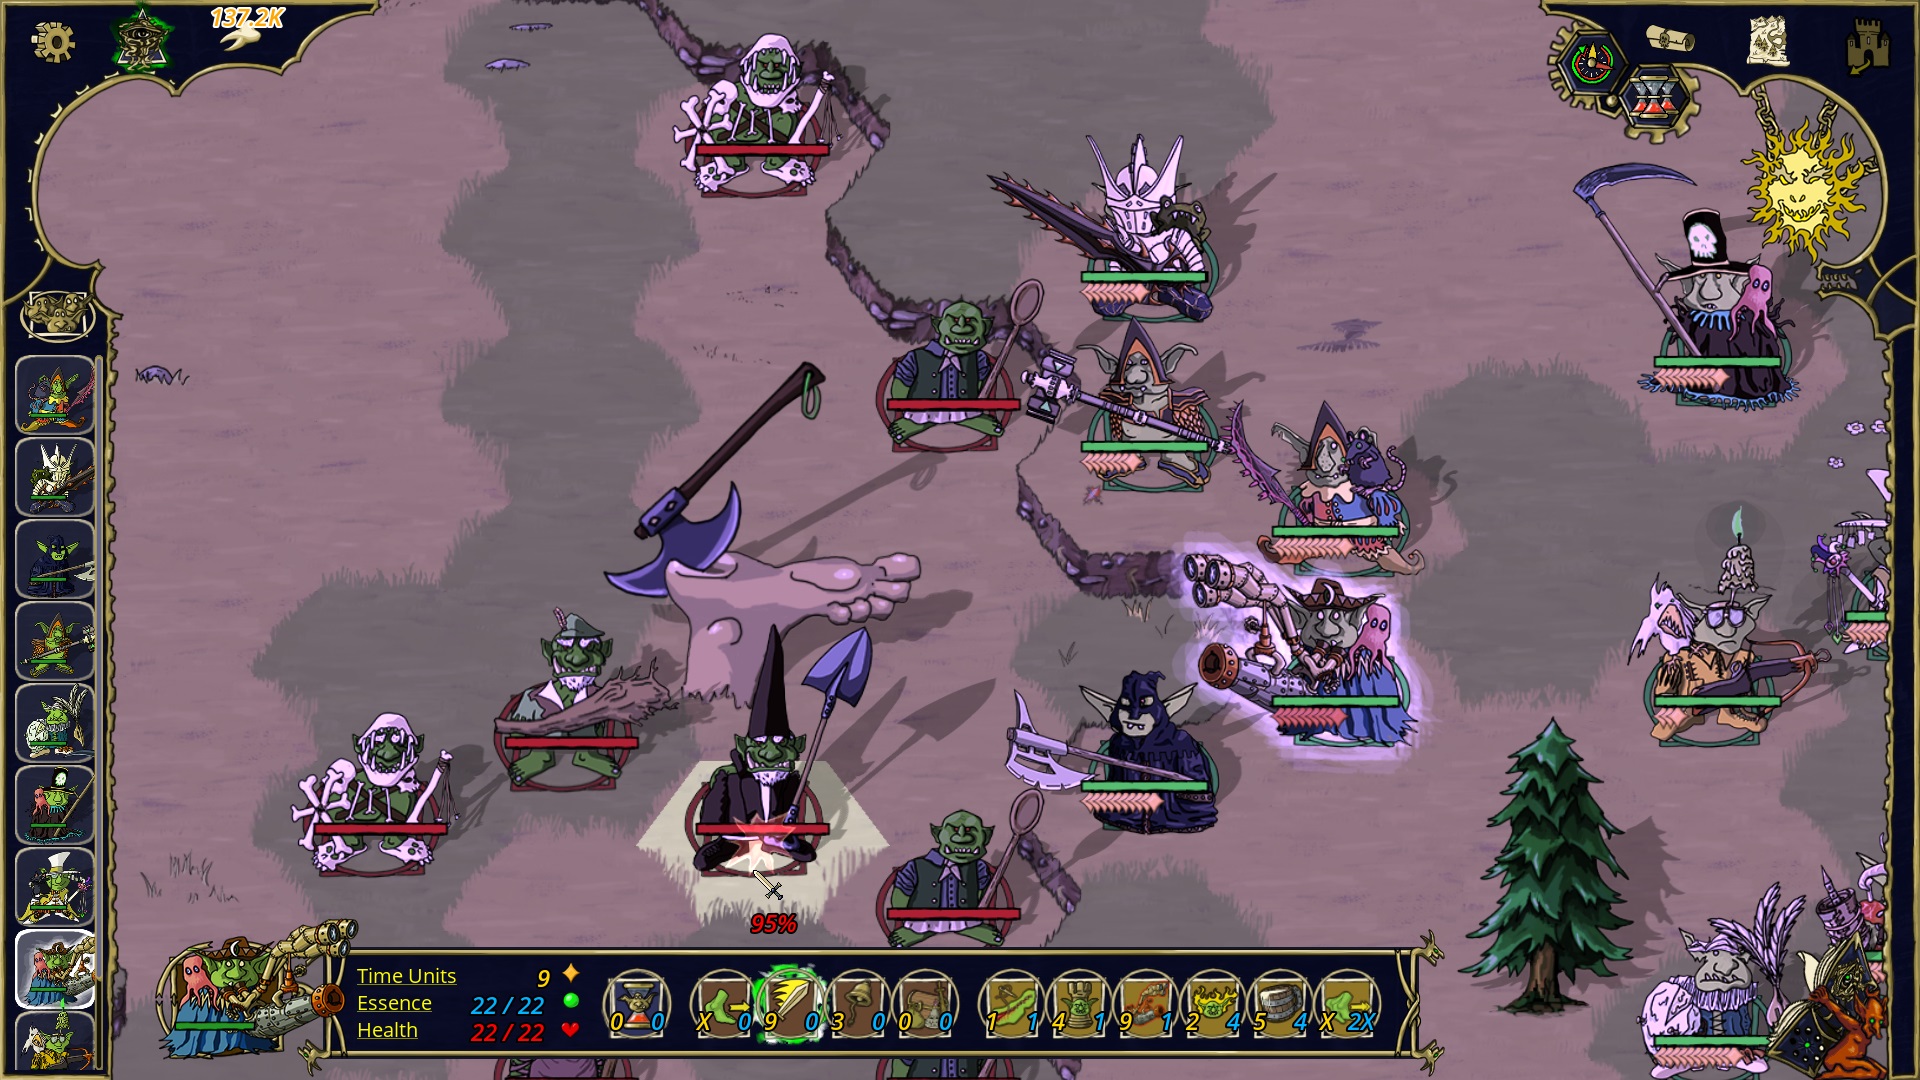 137.2K
95%
Time Units 9
Essence 22 / 22
Health 22 / 22
0 0 X 0 9 0 3 0 0 0 1 1 4 1 9 1 2 4 5 4 X 2X